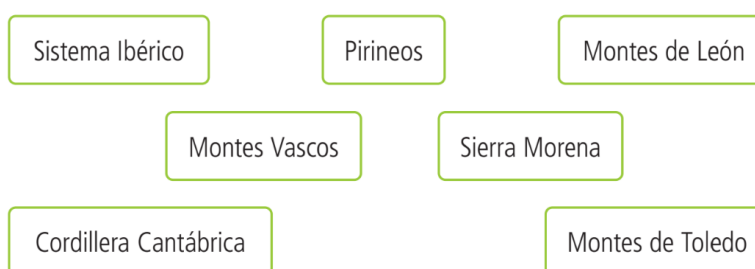 Sistema Ibérico
Pirineos
Montes de León
Montes Vascos
Sierra Morena
Cordillera Cantábrica
Montes de Toledo